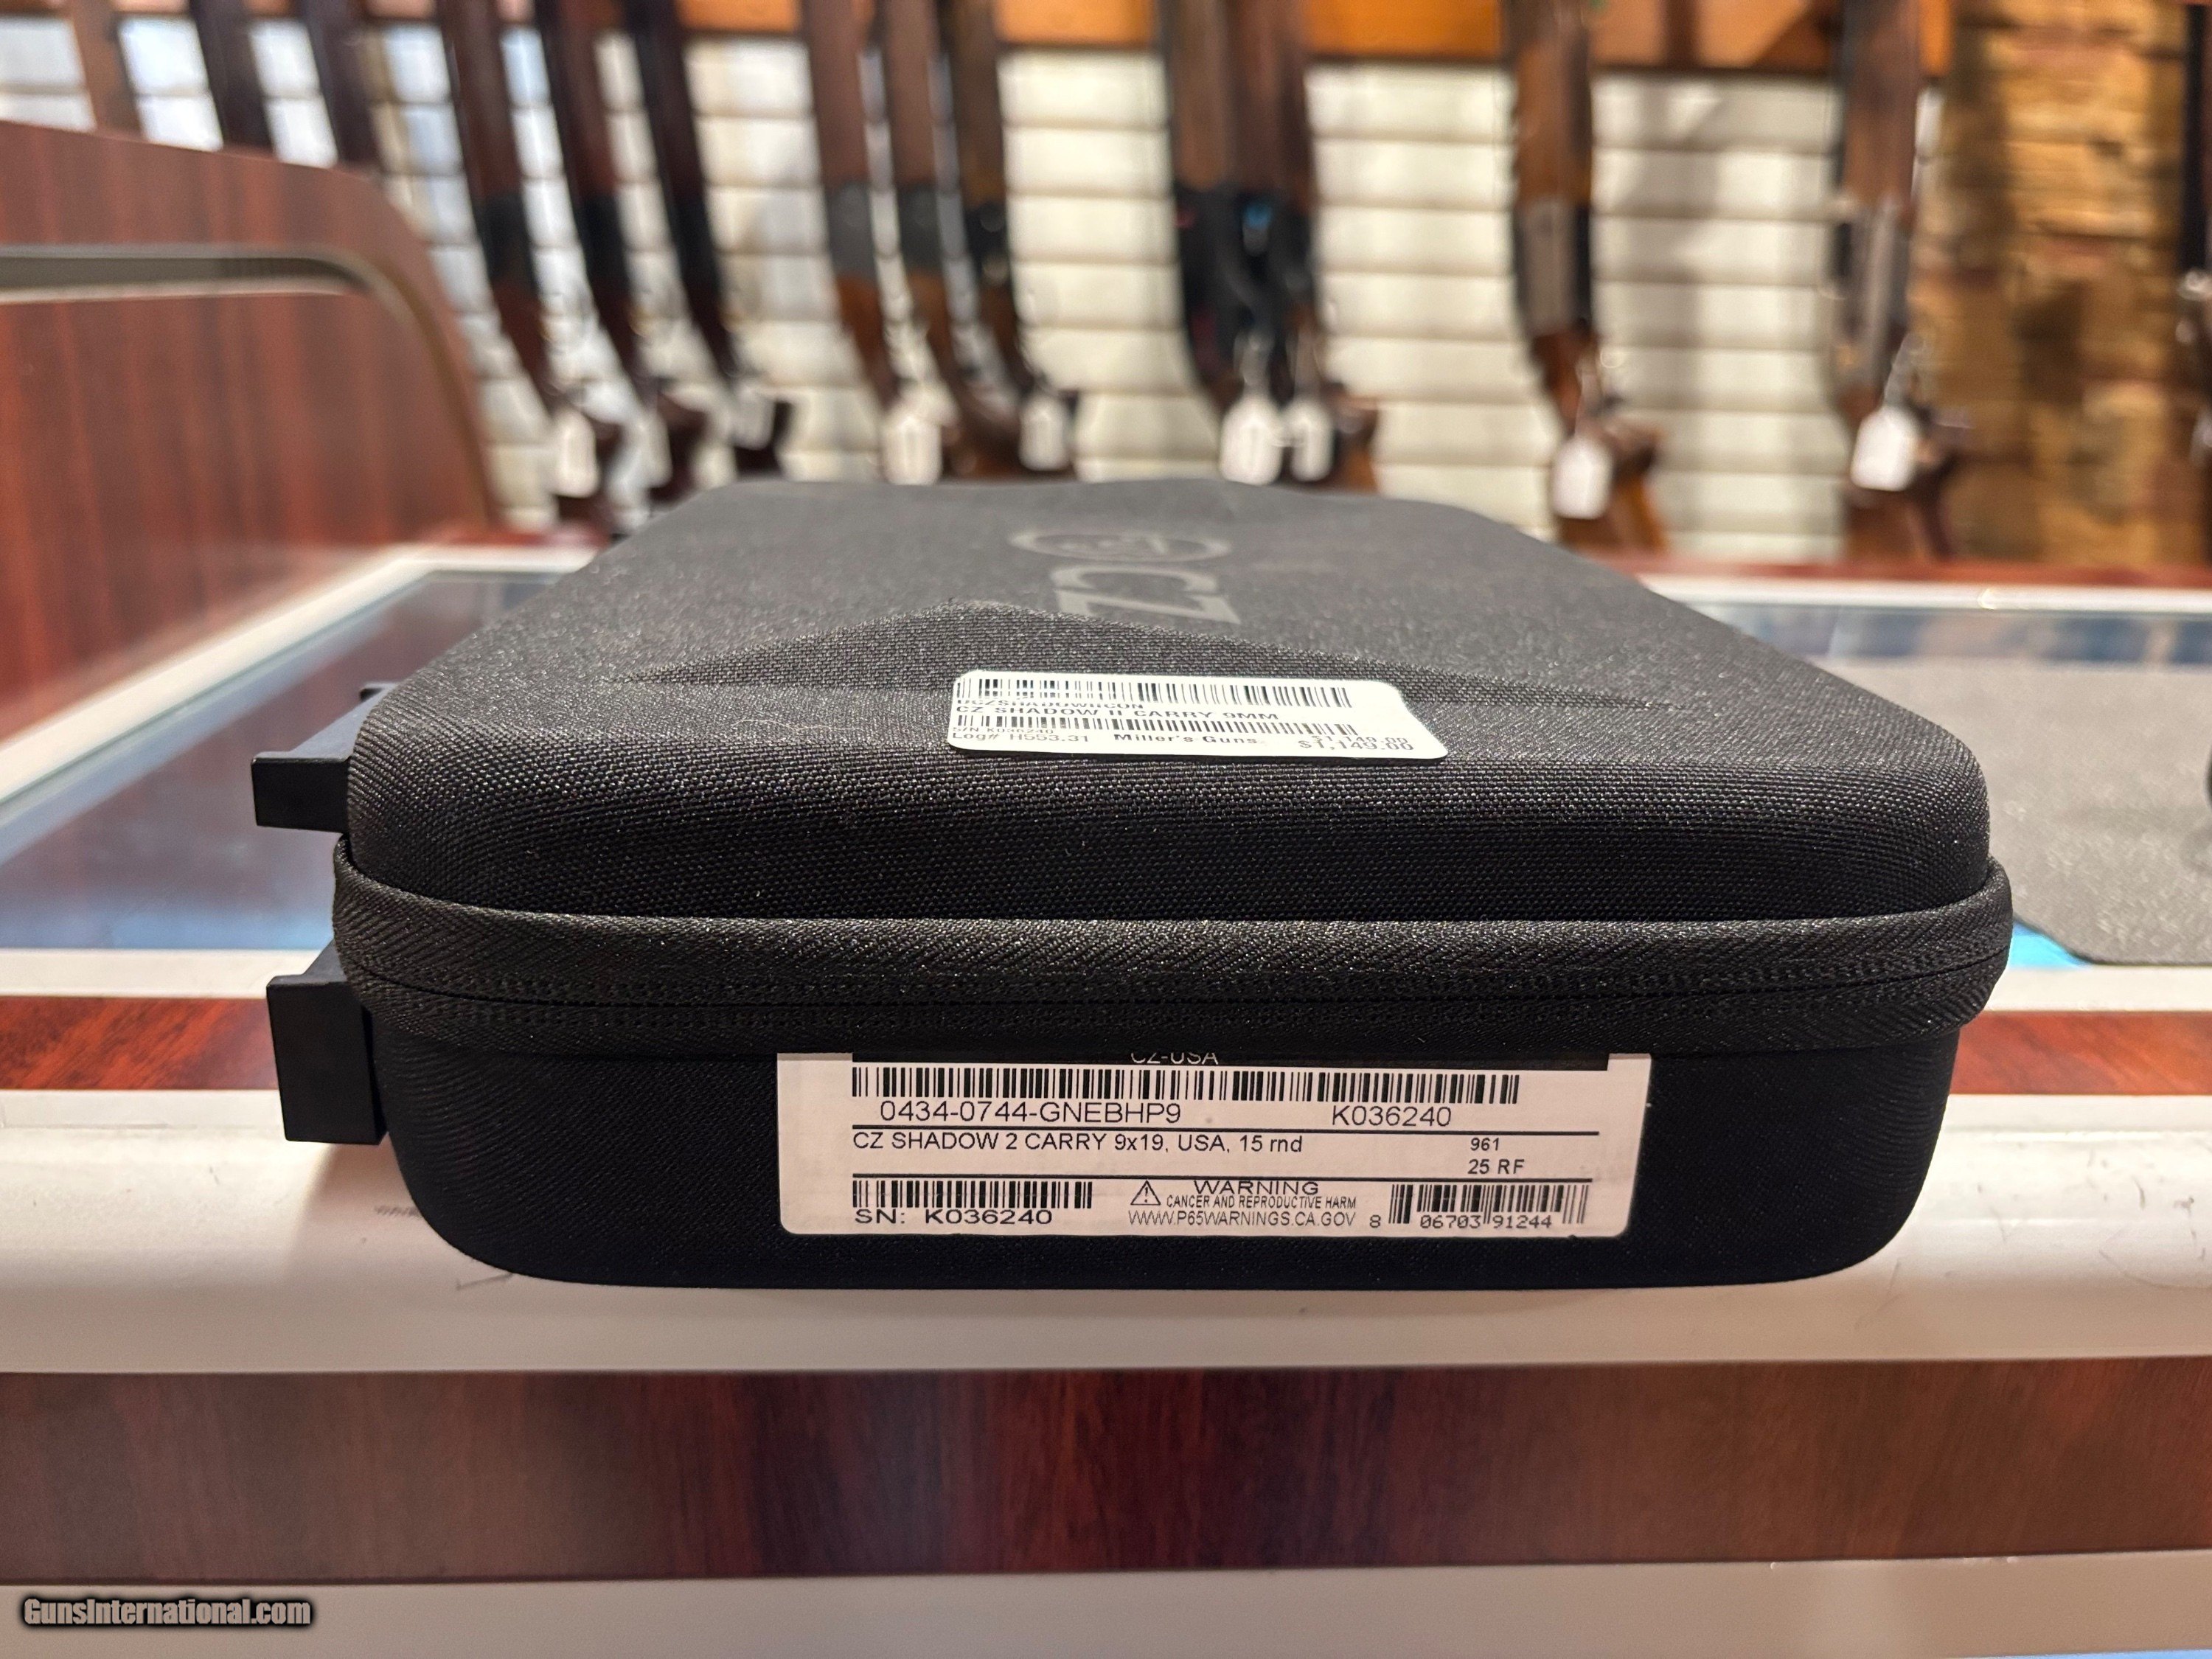 CZ
CZ SHADOW II CARRY 9MM
S/N K036240
Log# H553.31 Miller's Guns. $1,149.00
CZ-USA
0434-0744-GNEBHP9 K036240
CZ SHADOW 2 CARRY 9x19, USA, 15 rnd 961
25 RF
WARNING
CANCER AND REPRODUCTIVE HARM
WWW.P65WARNINGS.CA.GOV
SN: K036240
8 06703 91244
GunsInternational.com